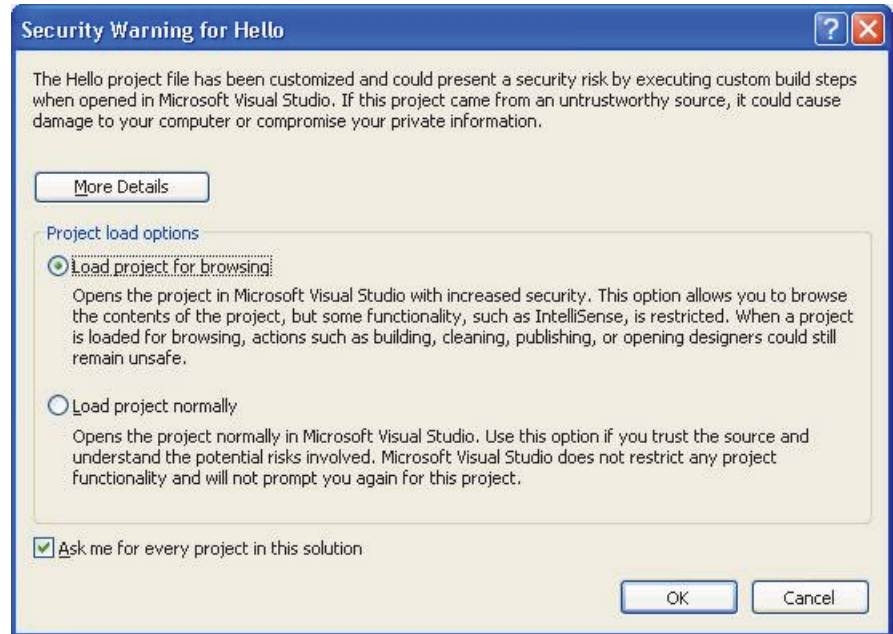 Security Warning for Hello
The Hello project file has been customized and could present a security risk by executing custom build steps
when opened in Microsoft Visual Studio. If this project came from an untrustworthy source, it could cause
damage to your computer or compromise your private information.
More Details
Project load options
Load project for browsing
Opens the project in Microsoft Visual Studio with increased security. This option allows you to browse
the contents of the project, but some functionality, such as IntelliSense, is restricted. When a project
is loaded for browsing, actions such as building, cleaning, publishing, or opening designers could still
remain unsafe.
Load project normally
Opens the project normally in Microsoft Visual Studio. Use this option if you trust the source and
understand the potential risks involved. Microsoft Visual Studio does not restrict any project
functionality and will not prompt you again for this project.
Ask me for every project in this solution
OK Cancel